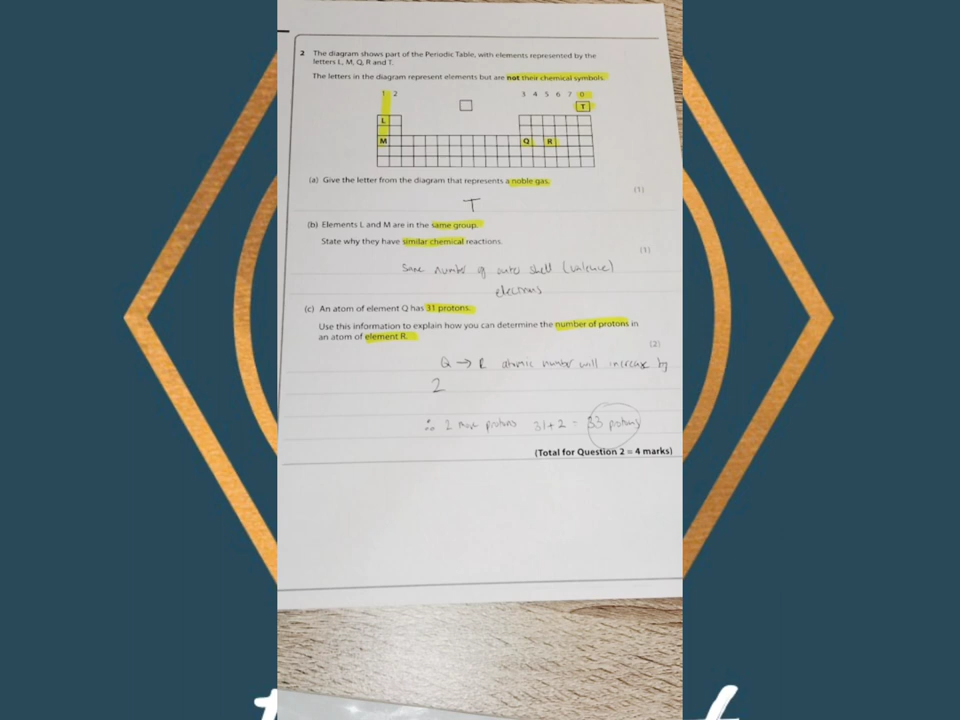 2 The diagram shows part of the Periodic Table, with elements represented by the
letters L, M, Q, R and T.
The letters in the diagram represent elements but are not their chemical symbols.
1 2 3 4 5 6 7 0
T
L
M Q R
(a) Give the letter from the diagram that represents a noble gas.
(1)
T
(b) Elements L and M are in the same group.
State why they have similar chemical reactions.
(1)
Same number of outer shell (valence)
electrons
(c) An atom of element Q has 31 protons.
Use this information to explain how you can determine the number of protons in
an atom of element R.
(2)
Q → R atomic number will increase by
2
∴ 2 more protons 31+2 = 33 protons
(Total for Question 2 = 4 marks)